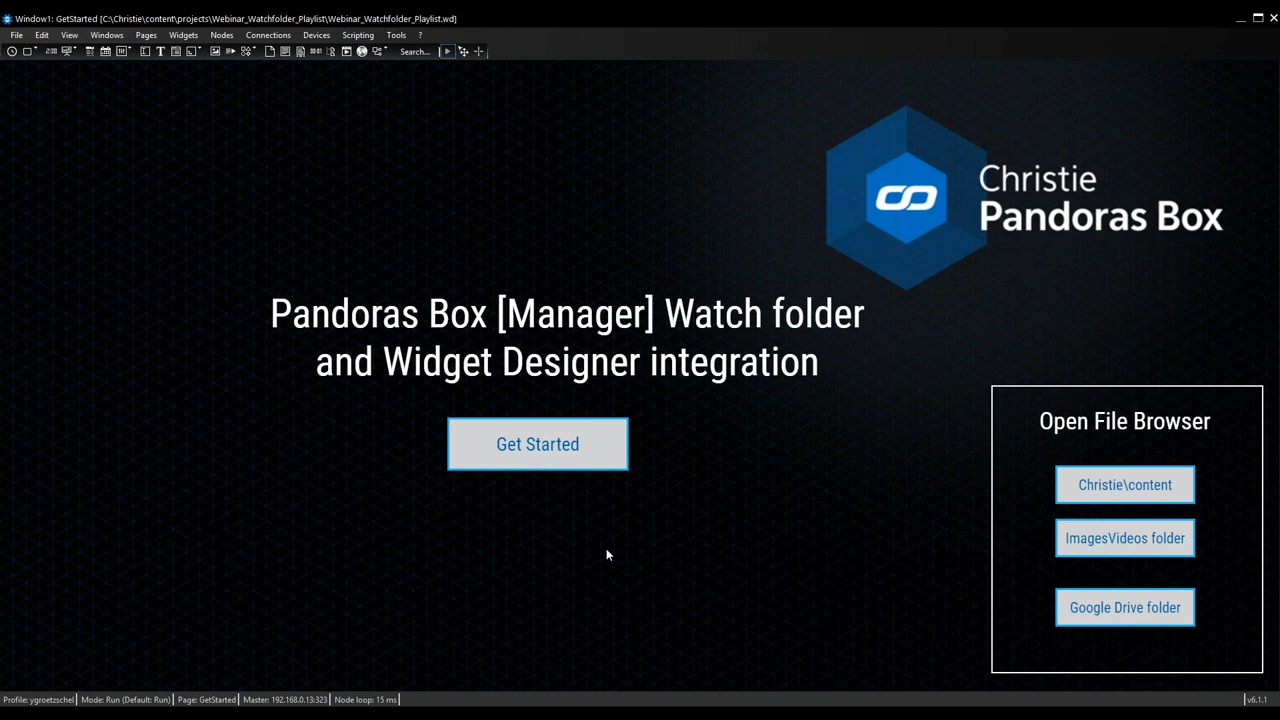 Window1: GetStarted [C:\Christie\content\projects\Webinar_Watchfolder_Playlist\Webinar_Watchfolder_Playlist.wd]
File Edit View Windows Pages Widgets Nodes Connections Devices Scripting Tools ?
Search...
Christie
Pandoras Box
Pandoras Box [Manager] Watch folder
and Widget Designer integration
Get Started
Open File Browser
Christie\content
ImagesVideos folder
Google Drive folder
Profile: ygroetzschel Mode: Run (Default: Run) Page: GetStarted Master: 192.168.0.13:323 Node loop: 15 ms v6.1.1